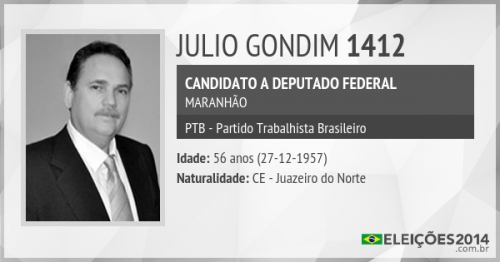 JULIO GONDIM 1412
CANDIDATO A DEPUTADO FEDERAL
MARANHÃO
PTB - Partido Trabalhista Brasileiro
Idade: 56 anos (27-12-1957)
Naturalidade: CE - Juazeiro do Norte
ELEIÇÕES2014
.com.br